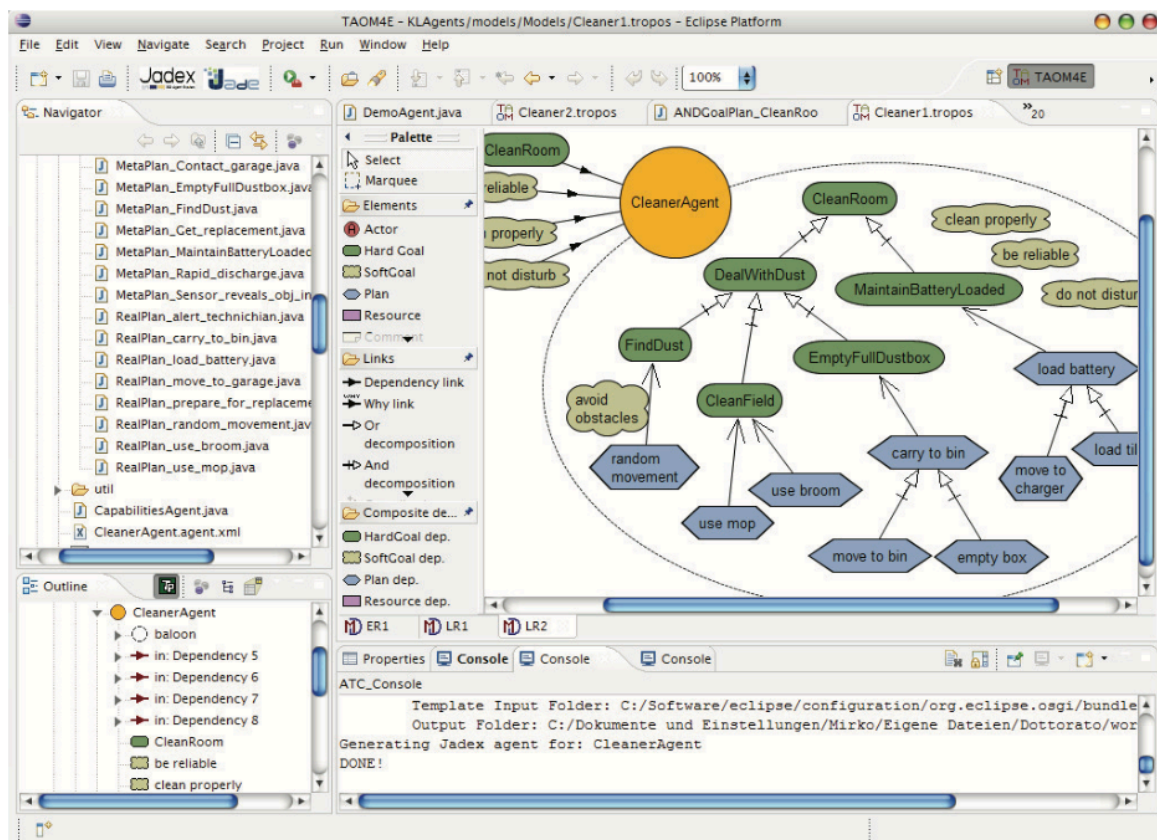 TAOM4E - KLAgents/models/Models/Cleaner1.tropos - Eclipse Platform
File Edit View Navigate Search Project Run Window Help
Jadex Jade 100% TAOM4E
Navigator
MetaPlan_Contact_garage.java
MetaPlan_EmptyFullDustbox.java
MetaPlan_FindDust.java
MetaPlan_Get_replacement.java
MetaPlan_MaintainBatteryLoaded
MetaPlan_Rapid_discharge.java
MetaPlan_Sensor_reveals_obj_in
RealPlan_alert_technichian.java
RealPlan_carry_to_bin.java
RealPlan_load_battery.java
RealPlan_move_to_garage.java
RealPlan_prepare_for_replaceme
RealPlan_random_movement.jav
RealPlan_use_broom.java
RealPlan_use_mop.java
util
CapabilitiesAgent.java
CleanerAgent.agent.xml
Outline
CleanerAgent
baloon
in: Dependency 5
in: Dependency 6
in: Dependency 7
in: Dependency 8
CleanRoom
be reliable
clean properly
DemoAgent.java Cleaner2.tropos ANDGoalPlan_CleanRoo Cleaner1.tropos »20
Palette
Select
Marquee
Elements
Actor
Hard Goal
SoftGoal
Plan
Resource
Comment
Links
Dependency link
Why link
Or
decomposition
And
decomposition
Composite de...
HardGoal dep.
SoftGoal dep.
Plan dep.
Resource dep.
CleanRoom
reliable
properly
not disturb
CleanerAgent
CleanRoom
clean properly
be reliable
do not distur
DealWithDust
MaintainBatteryLoaded
FindDust
EmptyFullDustbox
load battery
avoid
obstacles
CleanField
random
movement
use broom
carry to bin
move to
charger
load til
use mop
move to bin
empty box
ER1 LR1 LR2
Properties Console Console Console
ATC_Console
Template Input Folder: C:/Software/eclipse/configuration/org.eclipse.osgi/bundle
Output Folder: C:/Dokumente und Einstellungen/Mirko/Eigene Dateien/Dottorato/wor
Generating Jadex agent for: CleanerAgent
DONE!